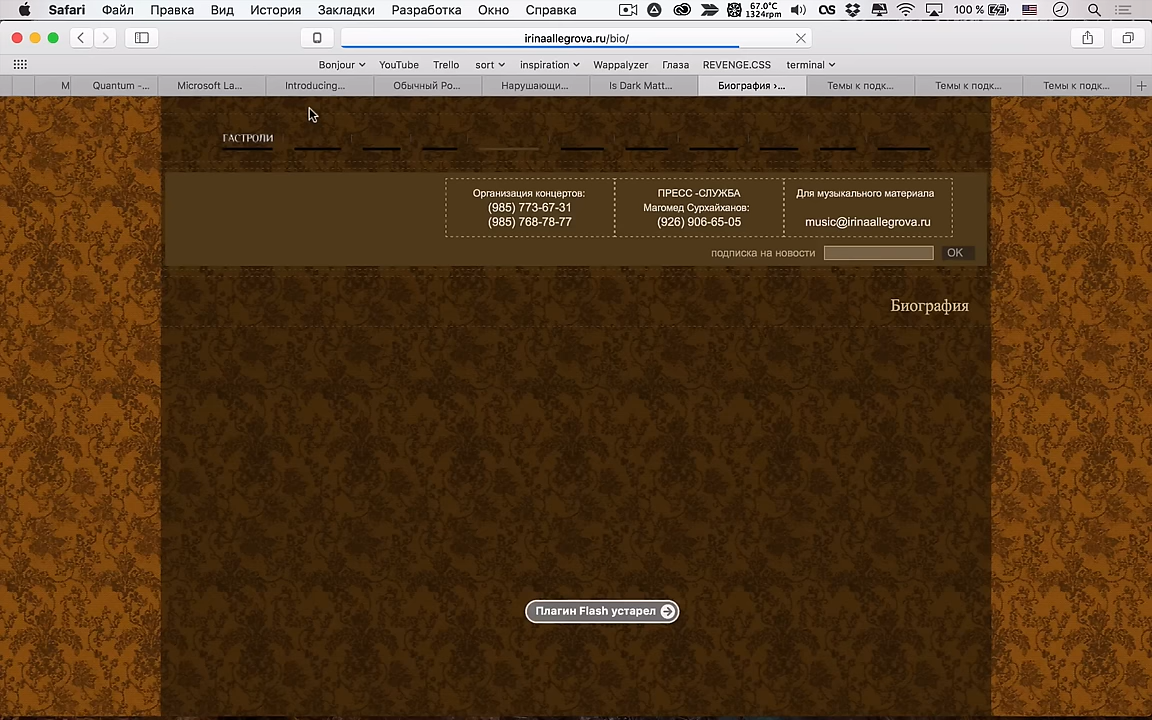 Safari Файл Правка Вид История Закладки Разработка Окно Справка 67.0°C 1324rpm 100 %
irinaallegrova.ru/bio/
Bonjour YouTube Trello sort inspiration Wappalyzer Глаза REVENGE.CSS terminal
M Quantum -... Microsoft La... Introducing... Обычный Ро... Нарушающи... Is Dark Matt... Биография ›... Темы к подк... Темы к подк... Темы к подк...
ГАСТРОЛИ
Организация концертов: ПРЕСС -СЛУЖБА Для музыкального материала
(985) 773-67-31 Магомед Сурхайханов:
(985) 768-78-77 (926) 906-65-05 music@irinaallegrova.ru
подписка на новости OK
Биография
Плагин Flash устарел